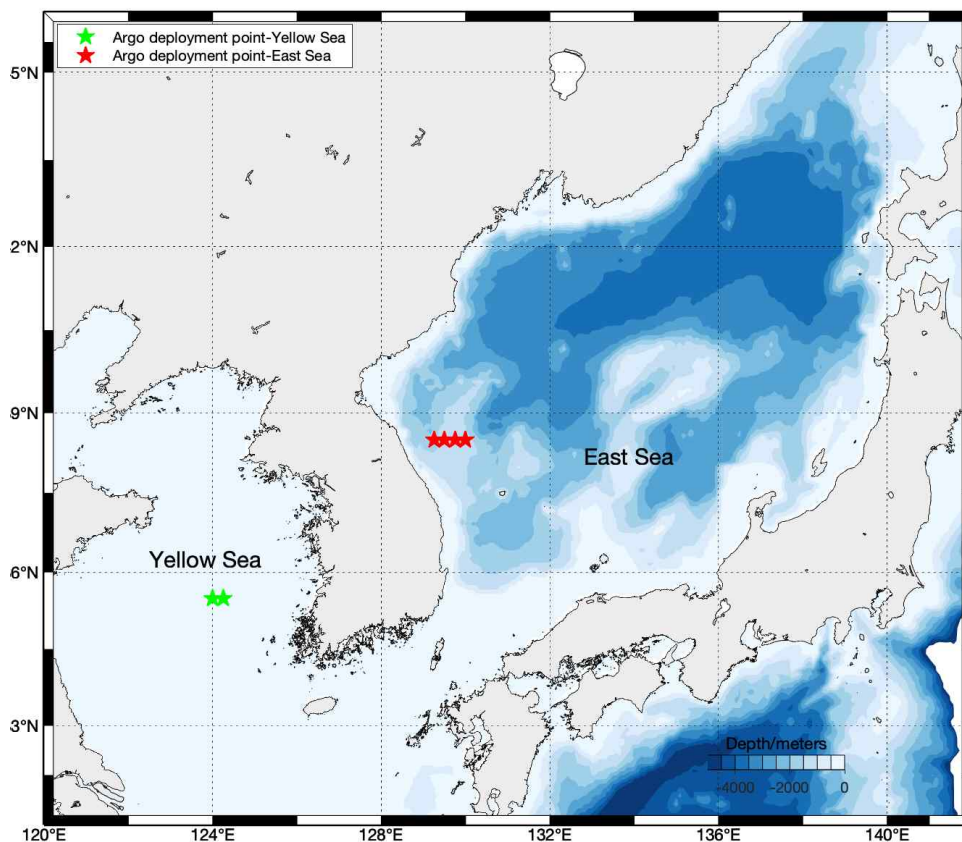 Argo deployment point-Yellow Sea
Argo deployment point-East Sea
5°N
2°N
9°N
East Sea
Yellow Sea
6°N
3°N
Depth/meters
-4000 -2000 0
120°E 124°E 128°E 132°E 136°E 140°E